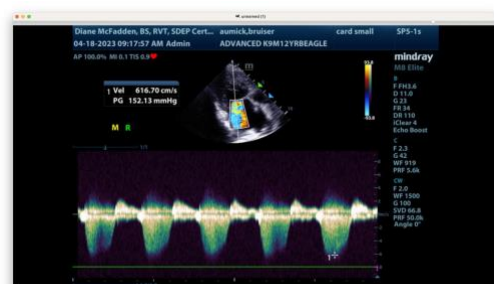 Diane McFadden, BS, RVT, SDEP Cert... aumick,bruiser card small SP5-1s
04-18-2023 09:17:57 AM Admin ADVANCED K9M12YRBEAGLE
AP 100.0% MI 0.1 TIS 0.9
mindray
M8 Elite
1 Vel 616.70 cm/s
PG 152.13 mmHg
M R
B
F FH3.6
D 11.0
G 23
FR 34
DR 110
iClear 4
Echo Boost
C
F 2.3
G 42
WF 919
PRF 5.6k
CW
F 2.0
WF 1500
G 100
SVD 66.8
PRF 50.0k
Angle 0°
1